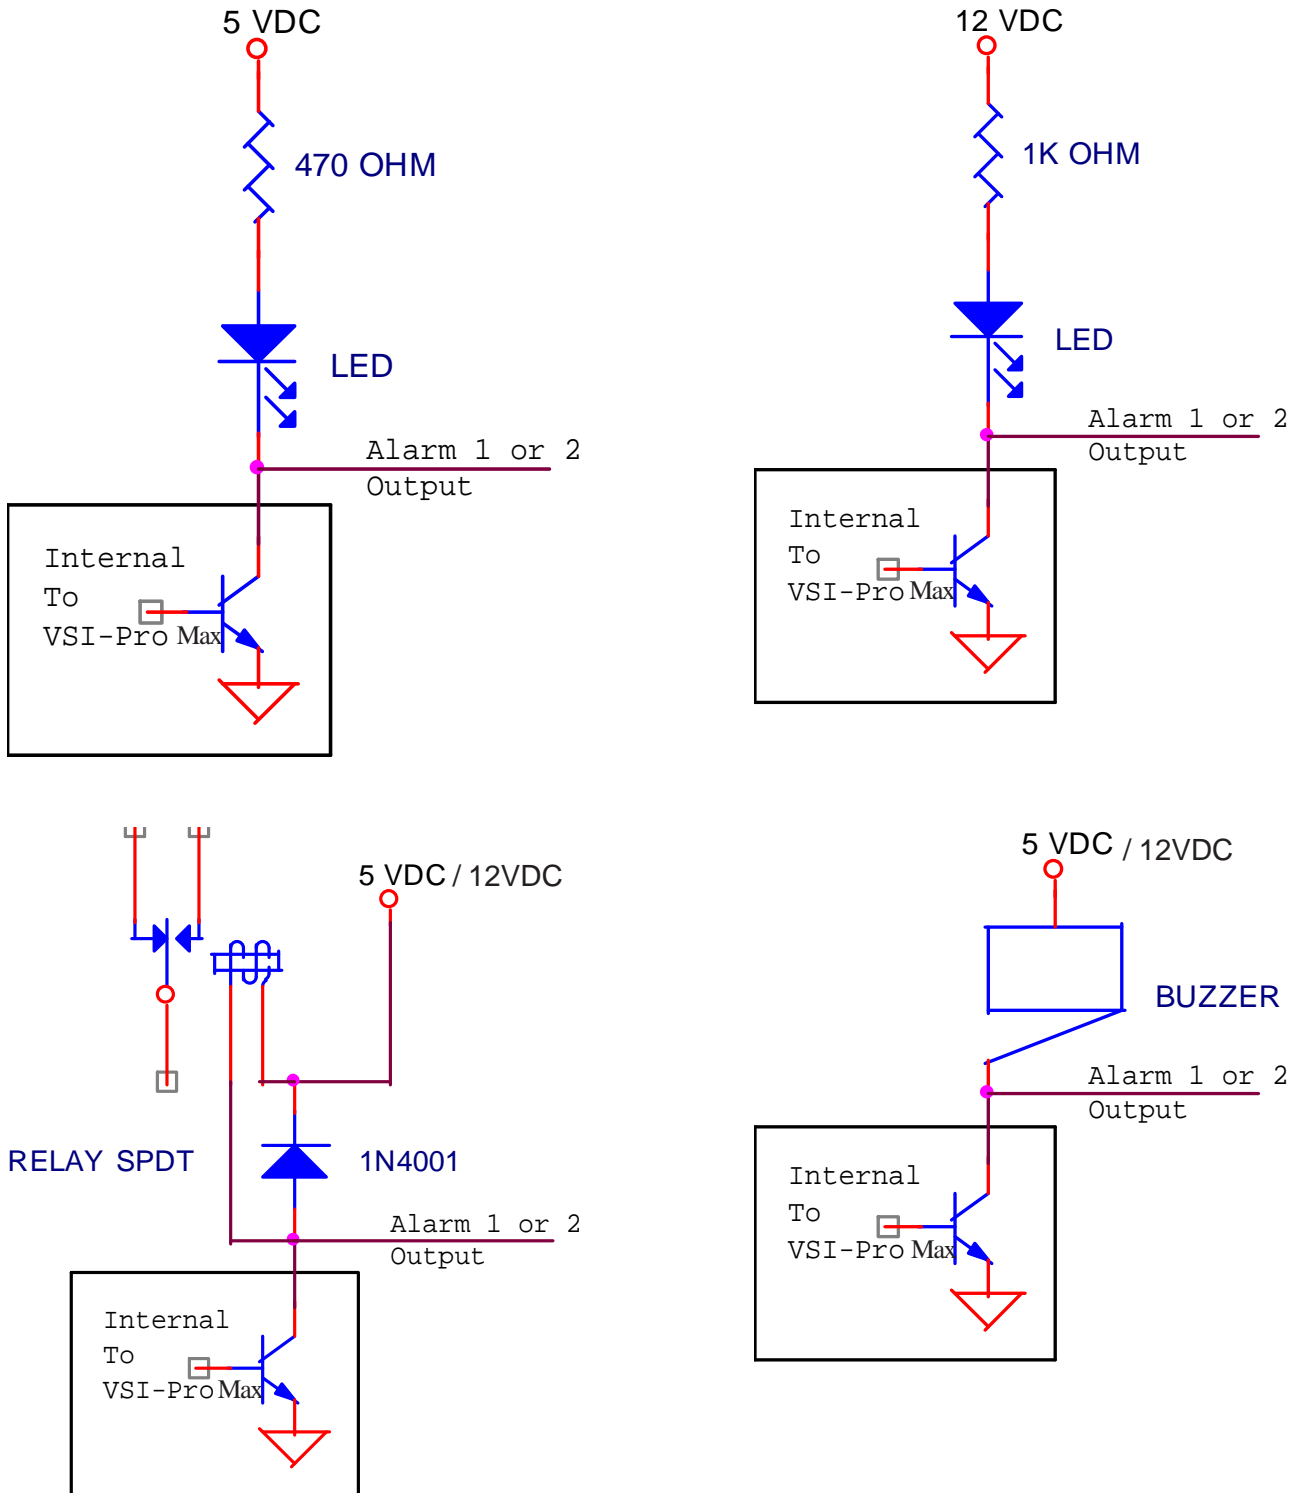 5 VDC
470 OHM
LED
Alarm 1 or 2
Output
Internal
To
VSI-Pro Max
12 VDC
1K OHM
LED
Alarm 1 or 2
Output
Internal
To
VSI-Pro Max
5 VDC / 12VDC
RELAY SPDT
1N4001
Alarm 1 or 2
Output
Internal
To
VSI-Pro Max
5 VDC / 12VDC
BUZZER
Alarm 1 or 2
Output
Internal
To
VSI-Pro Max